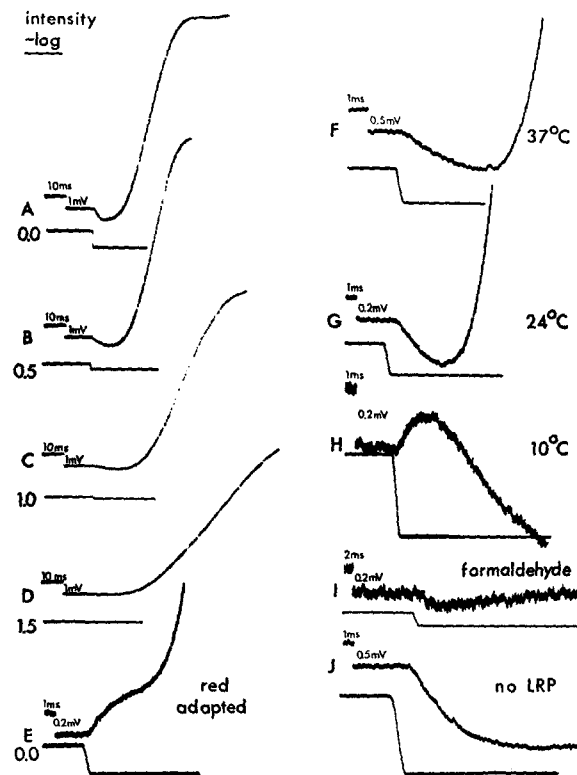 intensity
~log
10ms
1mV
A
0.0
10ms
1mV
B
0.5
10ms
1mV
C
1.0
10ms
1mV
D
1.5
red
adapted
1ms
0.2mV
E
0.0
1ms
0.5mV
F
37°C
1ms
0.2mV
G
24°C
1ms
0.2mV
H
10°C
formaldehyde
2ms
0.2mV
I
1ms
0.5mV
J
no LRP